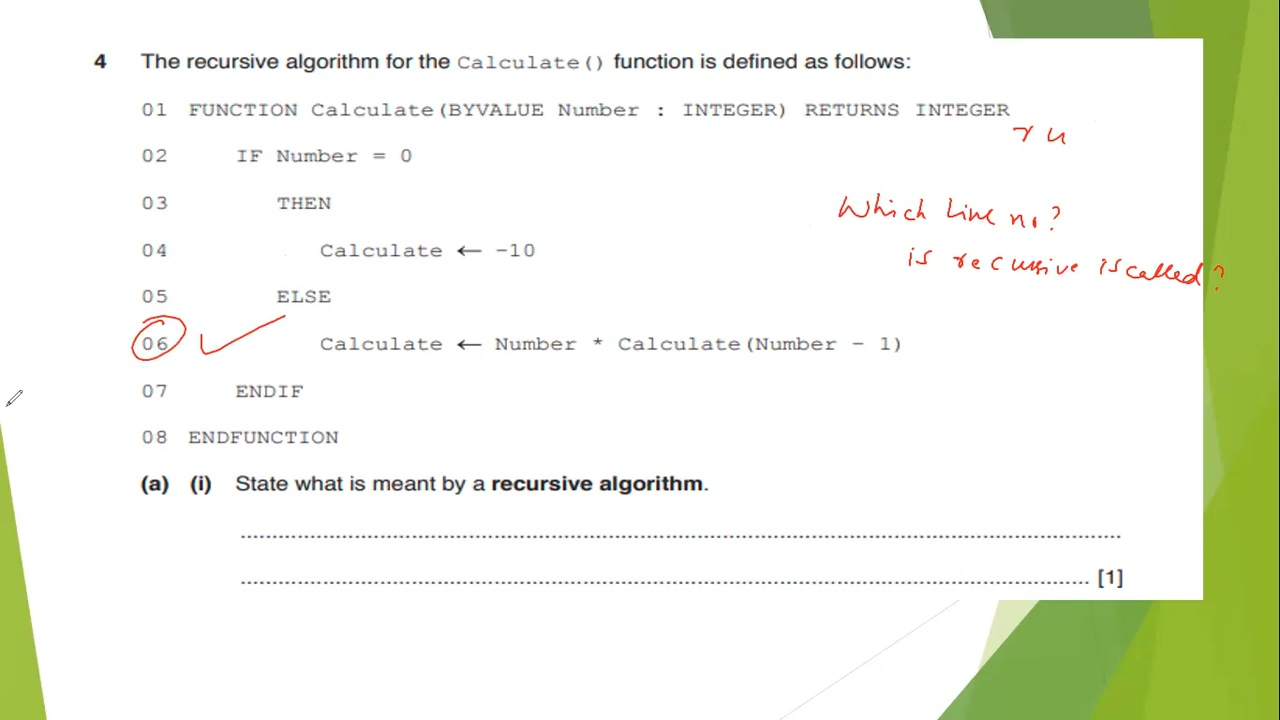 4 The recursive algorithm for the Calculate() function is defined as follows:
01 FUNCTION Calculate(BYVALUE Number : INTEGER) RETURNS INTEGER
r u
02 IF Number = 0
03 THEN
Which Line no?
04 Calculate ← -10
is recursive is called?
05 ELSE
06 Calculate ← Number * Calculate(Number - 1)
07 ENDIF
08 ENDFUNCTION
(a) (i) State what is meant by a recursive algorithm.
................................................................
................................................................ [1]